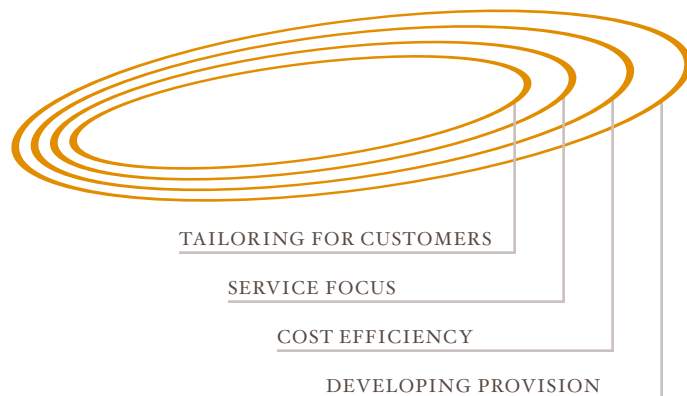 TAILORING FOR CUSTOMERS
SERVICE FOCUS
COST EFFICIENCY
DEVELOPING PROVISION